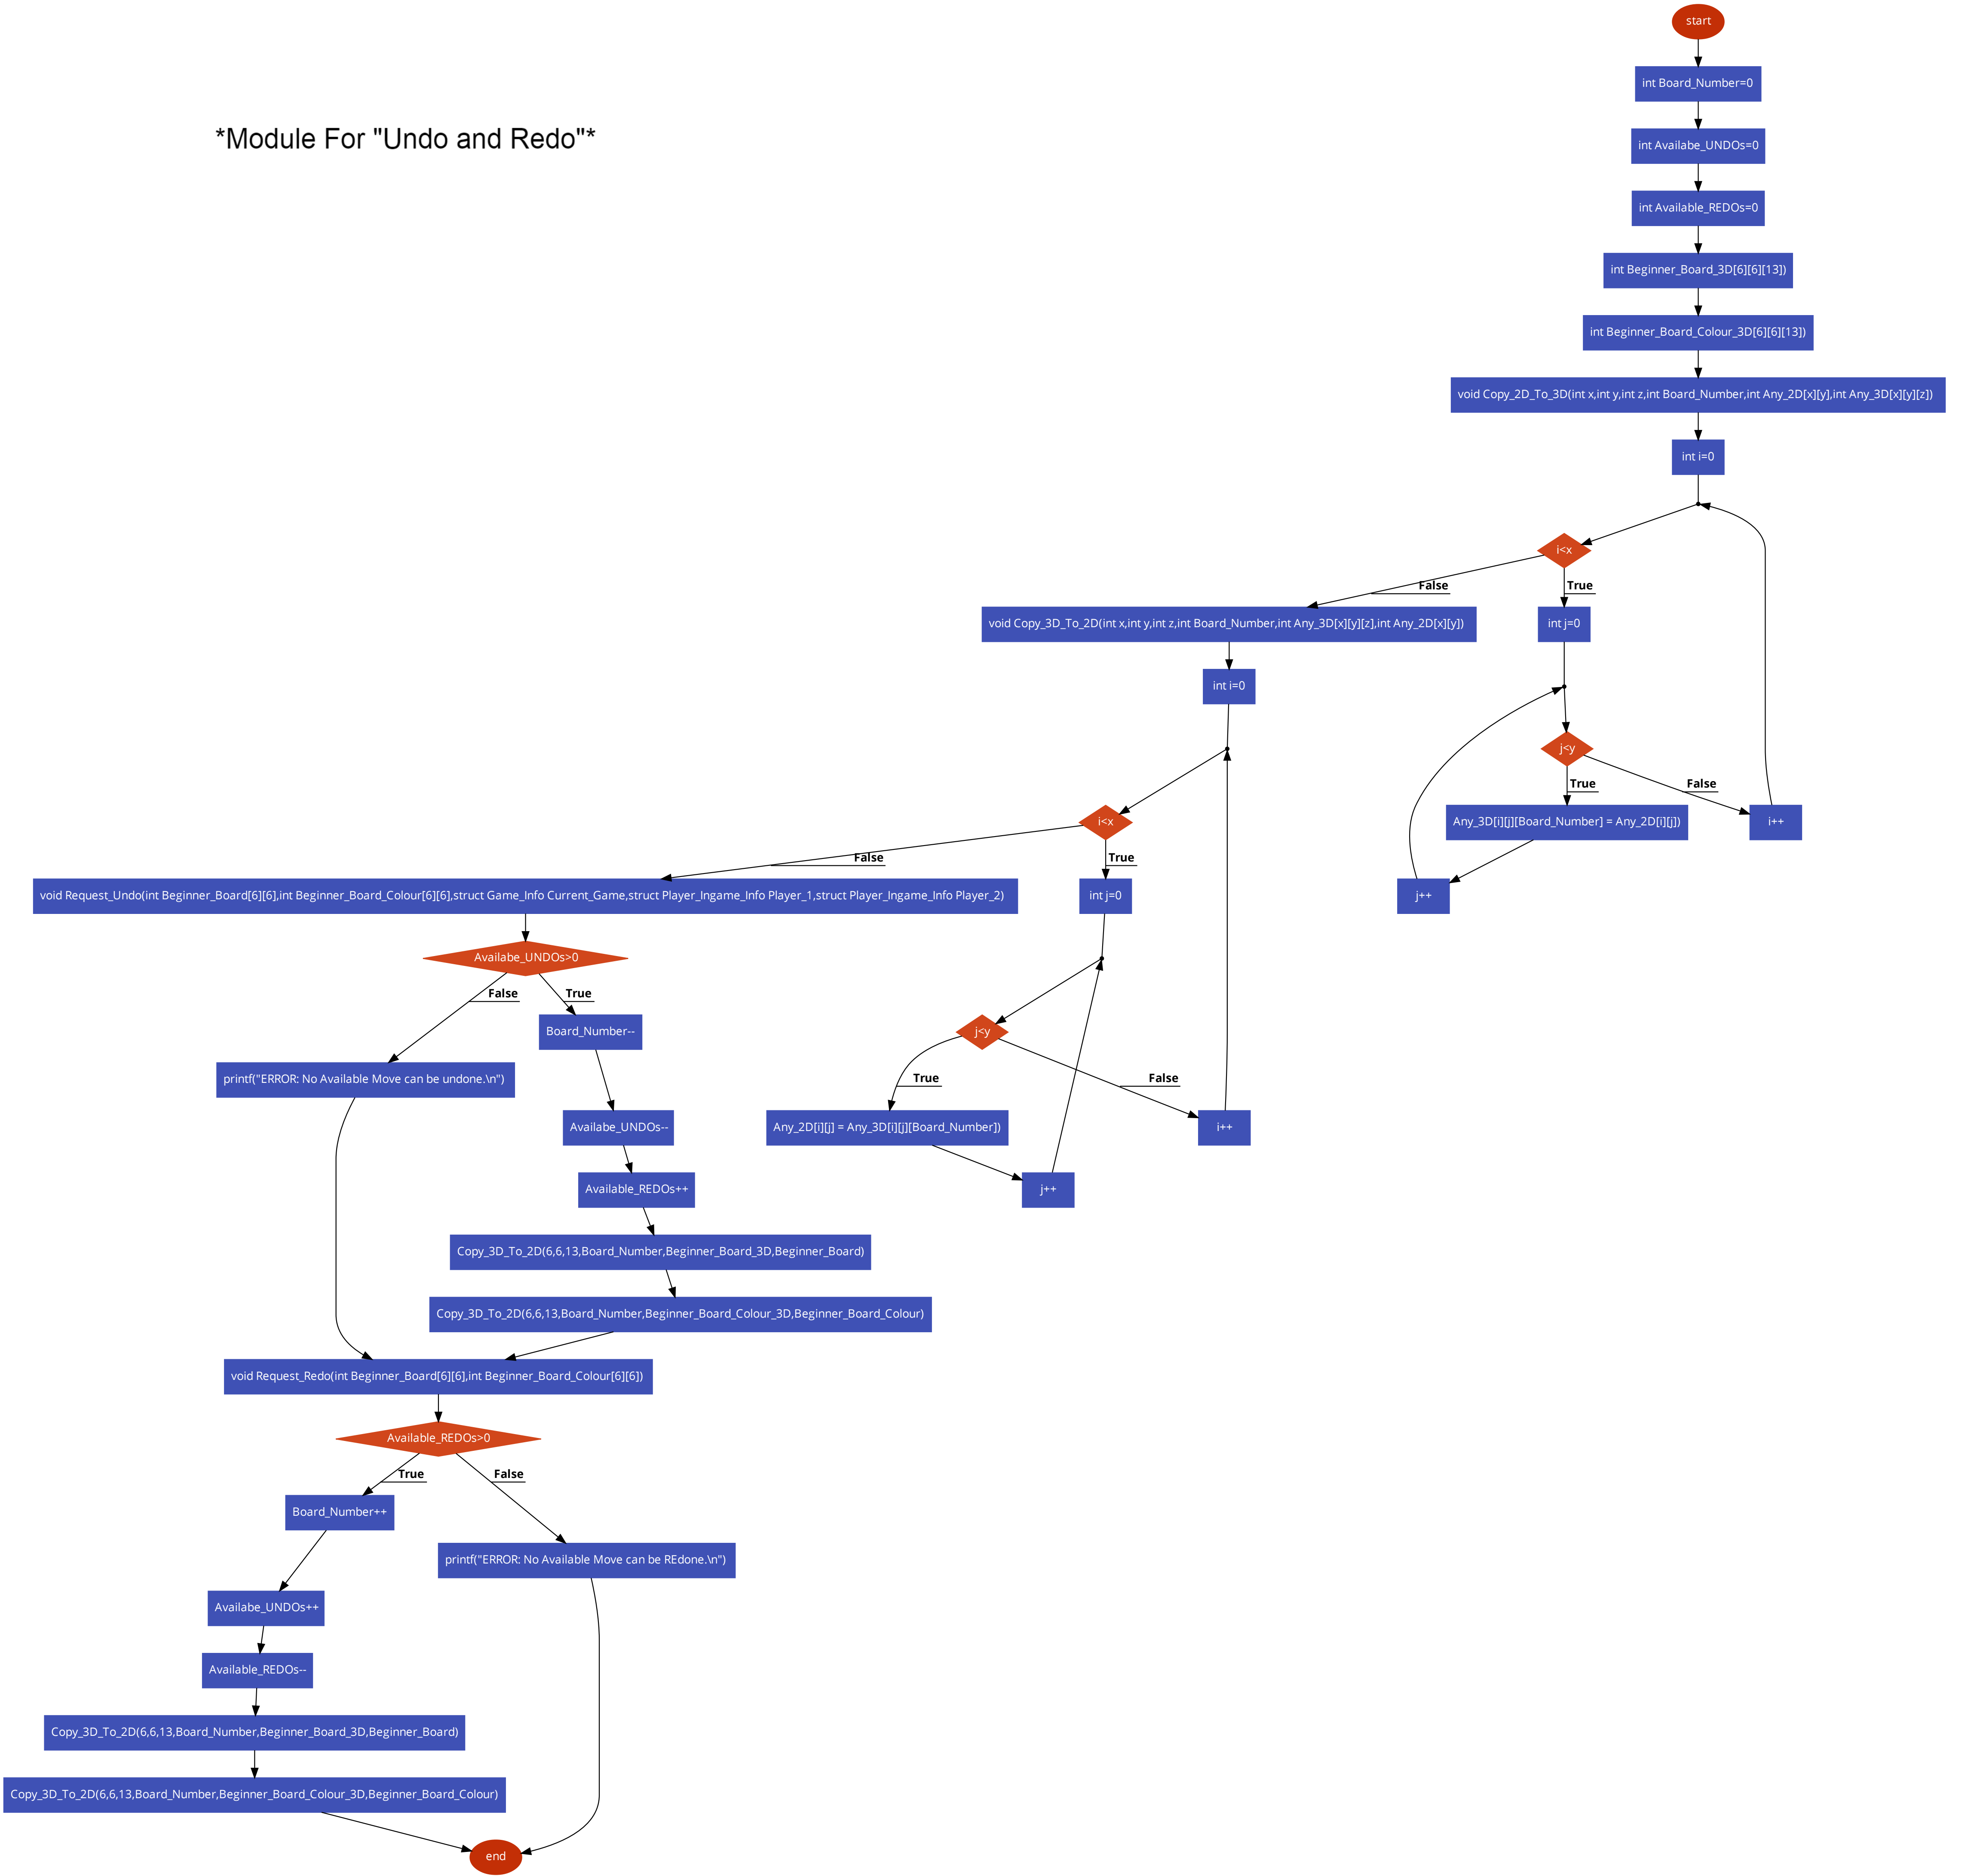 start
int Board_Number=0
*Module For "Undo and Redo"*
int Availabe_UNDOs=0
int Available_REDOs=0
int Beginner_Board_3D[6][6][13])
int Beginner_Board_Colour_3D[6][6][13])
void Copy_2D_To_3D(int x,int y,int z,int Board_Number,int Any_2D[x][y],int Any_3D[x][y][z])
int i=0
i<x
False
True
void Copy_3D_To_2D(int x,int y,int z,int Board_Number,int Any_3D[x][y][z],int Any_2D[x][y])
int j=0
int i=0
j<y
True
False
i<x
Any_3D[i][j][Board_Number] = Any_2D[i][j])
i++
False
True
void Request_Undo(int Beginner_Board[6][6],int Beginner_Board_Colour[6][6],struct Game_Info Current_Game,struct Player_Ingame_Info Player_1,struct Player_Ingame_Info Player_2)
int j=0
j++
Availabe_UNDOs>0
False
True
Board_Number--
j<y
printf("ERROR: No Available Move can be undone.\n")
True
False
Availabe_UNDOs--
Any_2D[i][j] = Any_3D[i][j][Board_Number])
i++
Available_REDOs++
j++
Copy_3D_To_2D(6,6,13,Board_Number,Beginner_Board_3D,Beginner_Board)
Copy_3D_To_2D(6,6,13,Board_Number,Beginner_Board_Colour_3D,Beginner_Board_Colour)
void Request_Redo(int Beginner_Board[6][6],int Beginner_Board_Colour[6][6])
Available_REDOs>0
True
False
Board_Number++
printf("ERROR: No Available Move can be REdone.\n")
Availabe_UNDOs++
Available_REDOs--
Copy_3D_To_2D(6,6,13,Board_Number,Beginner_Board_3D,Beginner_Board)
Copy_3D_To_2D(6,6,13,Board_Number,Beginner_Board_Colour_3D,Beginner_Board_Colour)
end